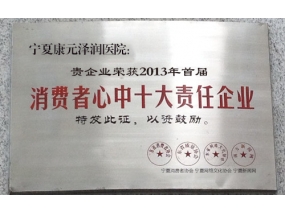 宁夏康元泽润医院:
贵企业荣获2013年首届
消费者心中十大责任企业
特发此证,以资鼓励。